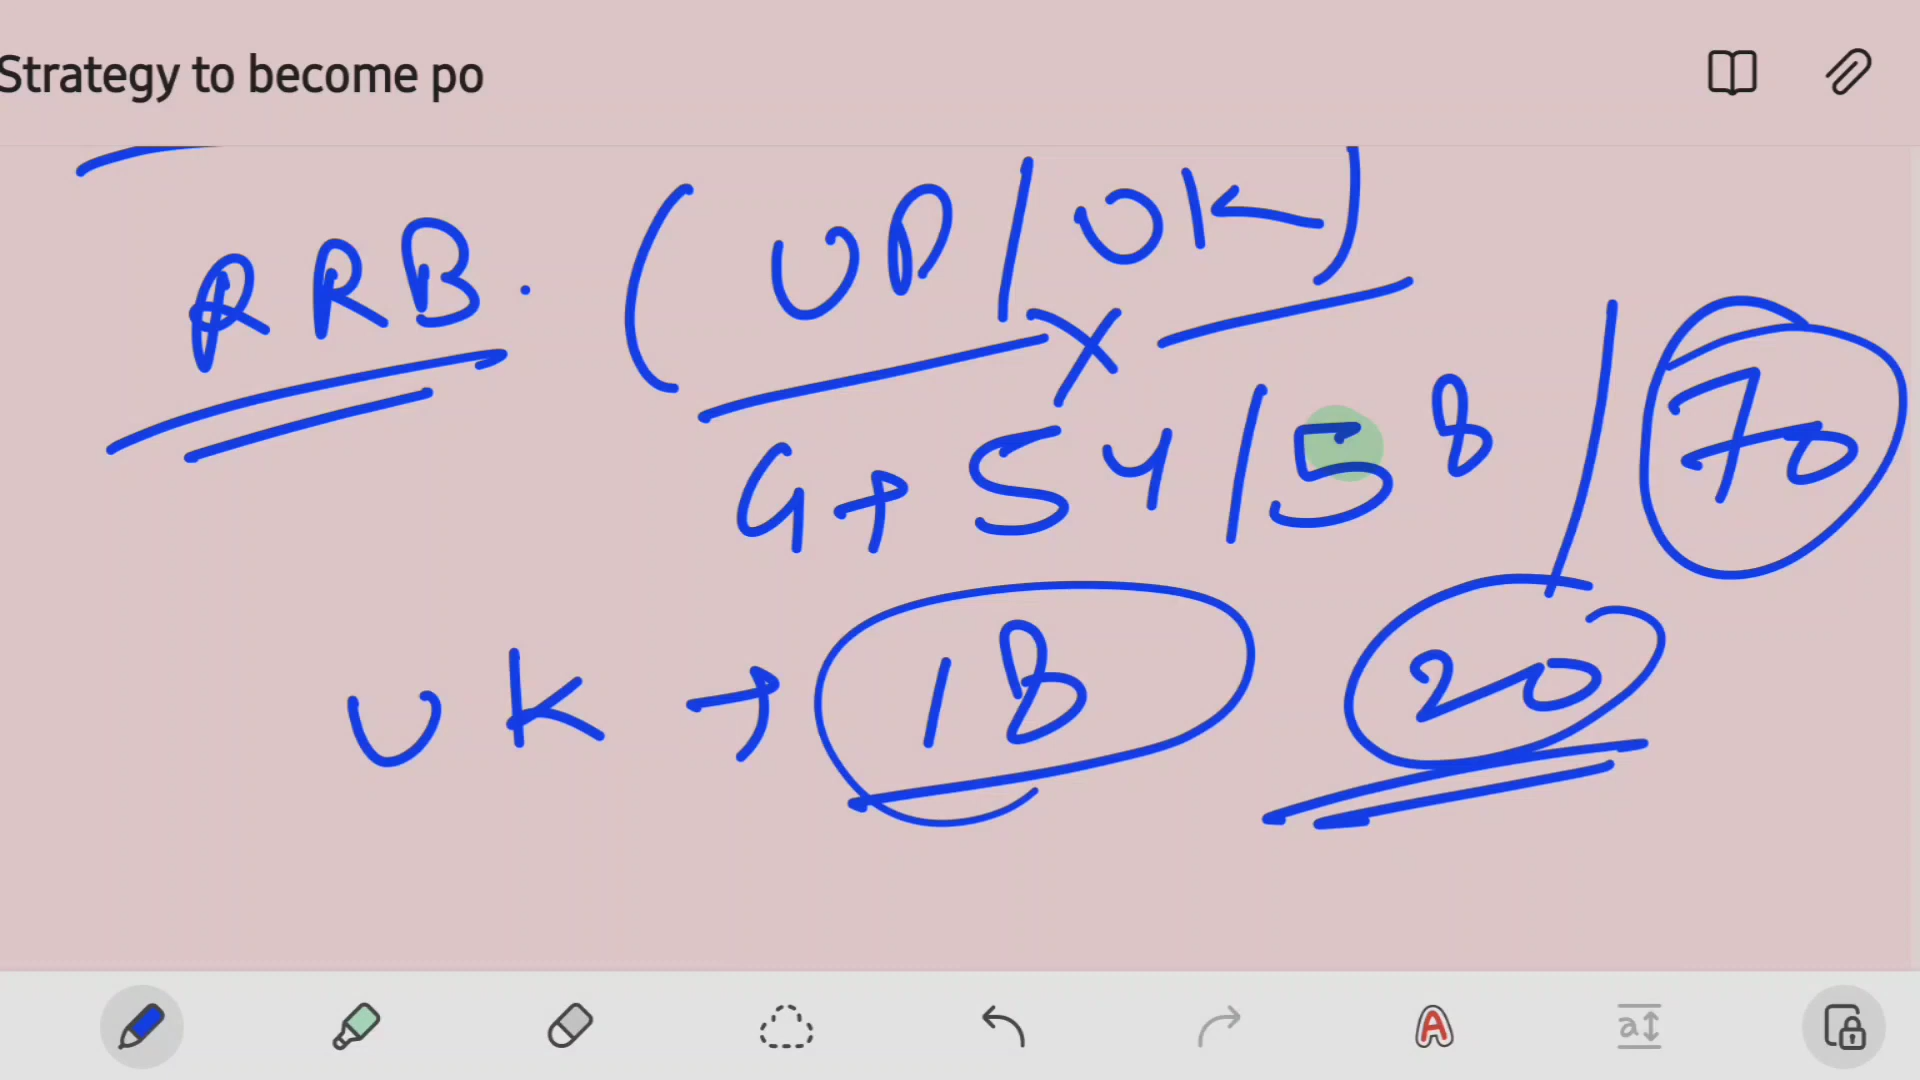 Strategy to become po
RRB. (UP/UK)
x
G→ 54/58/70
UK → 18 20